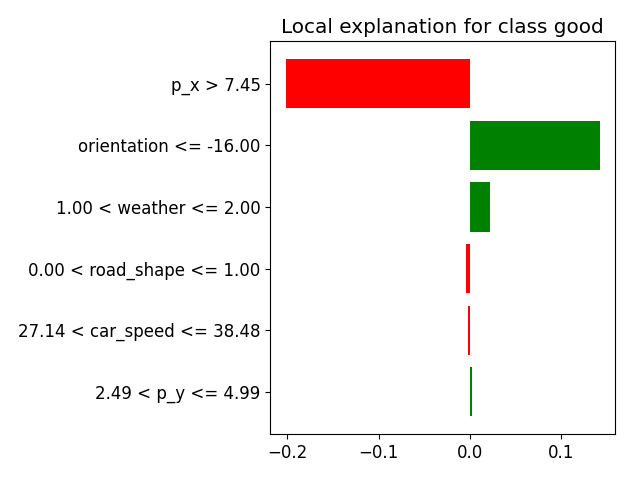 Local explanation for class good
p_x > 7.45
orientation <= -16.00
1.00 < weather <= 2.00
0.00 < road_shape <= 1.00
27.14 < car_speed <= 38.48
2.49 < p_y <= 4.99
−0.2 −0.1 0.0 0.1